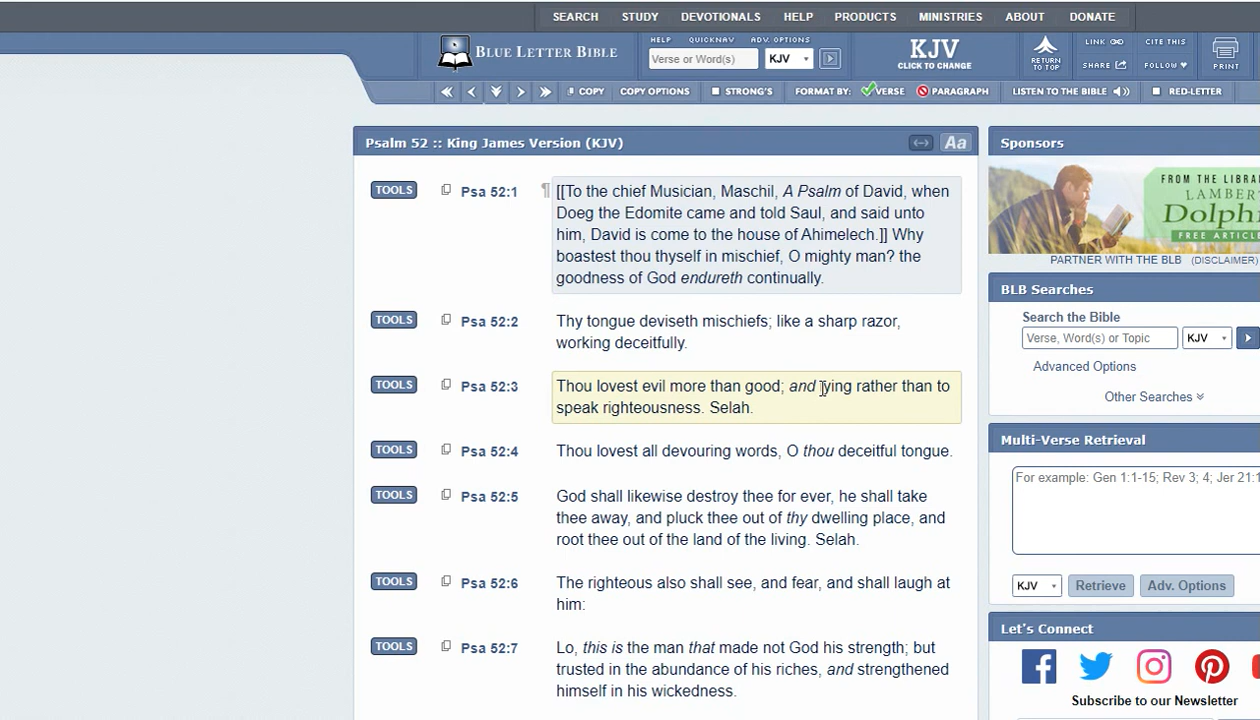 SEARCH STUDY DEVOTIONALS HELP PRODUCTS MINISTRIES ABOUT DONATE
BLUE LETTER BIBLE
HELP QUICKNAV ADV. OPTIONS
Verse or Word(s) KJV
KJV
CLICK TO CHANGE
RETURN
TO TOP
LINK CITE THIS
SHARE FOLLOW
PRINT
COPY COPY OPTIONS STRONG'S FORMAT BY: VERSE PARAGRAPH LISTEN TO THE BIBLE RED-LETTER
Psalm 52 :: King James Version (KJV)
Aa
TOOLS Psa 52:1 ¶ [[To the chief Musician, Maschil, A Psalm of David, when
Doeg the Edomite came and told Saul, and said unto
him, David is come to the house of Ahimelech.]] Why
boastest thou thyself in mischief, O mighty man? the
goodness of God endureth continually.
TOOLS Psa 52:2 Thy tongue deviseth mischiefs; like a sharp razor,
working deceitfully.
TOOLS Psa 52:3 Thou lovest evil more than good; and lying rather than to
speak righteousness. Selah.
TOOLS Psa 52:4 Thou lovest all devouring words, O thou deceitful tongue.
TOOLS Psa 52:5 God shall likewise destroy thee for ever, he shall take
thee away, and pluck thee out of thy dwelling place, and
root thee out of the land of the living. Selah.
TOOLS Psa 52:6 The righteous also shall see, and fear, and shall laugh at
him:
TOOLS Psa 52:7 Lo, this is the man that made not God his strength; but
trusted in the abundance of his riches, and strengthened
himself in his wickedness.
Sponsors
FROM THE LIBRAR
LAMBER
Dolph
FREE ARTICL
PARTNER WITH THE BLB (DISCLAIMER)
BLB Searches
Search the Bible
Verse, Word(s) or Topic KJV
Advanced Options
Other Searches
Multi-Verse Retrieval
For example: Gen 1:1-15; Rev 3; 4; Jer 21:1
KJV Retrieve Adv. Options
Let's Connect
Subscribe to our Newsletter